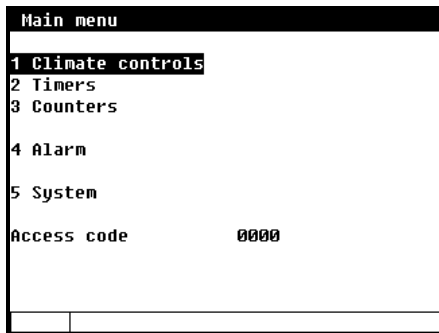 Main menu
1 Climate controls
2 Timers
3 Counters
4 Alarm
5 System
Access code 0000